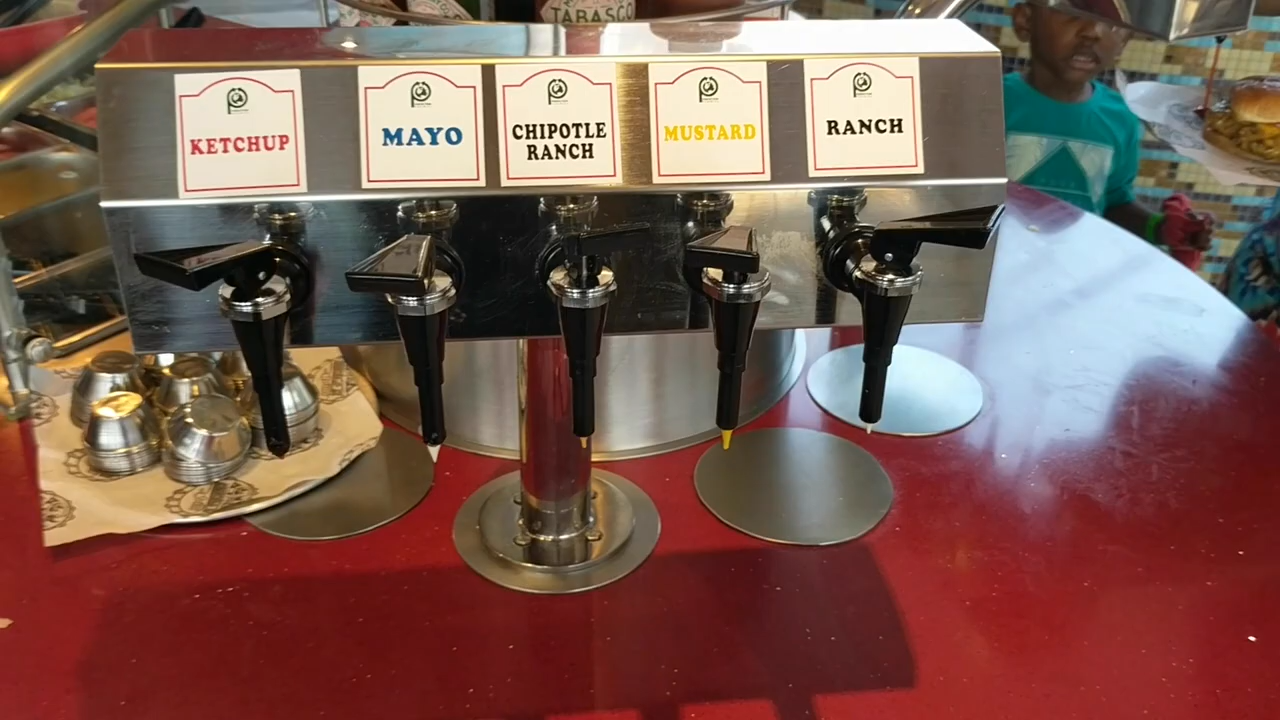 TABASCO
KETCHUP
MAYO
CHIPOTLE
RANCH
MUSTARD
RANCH